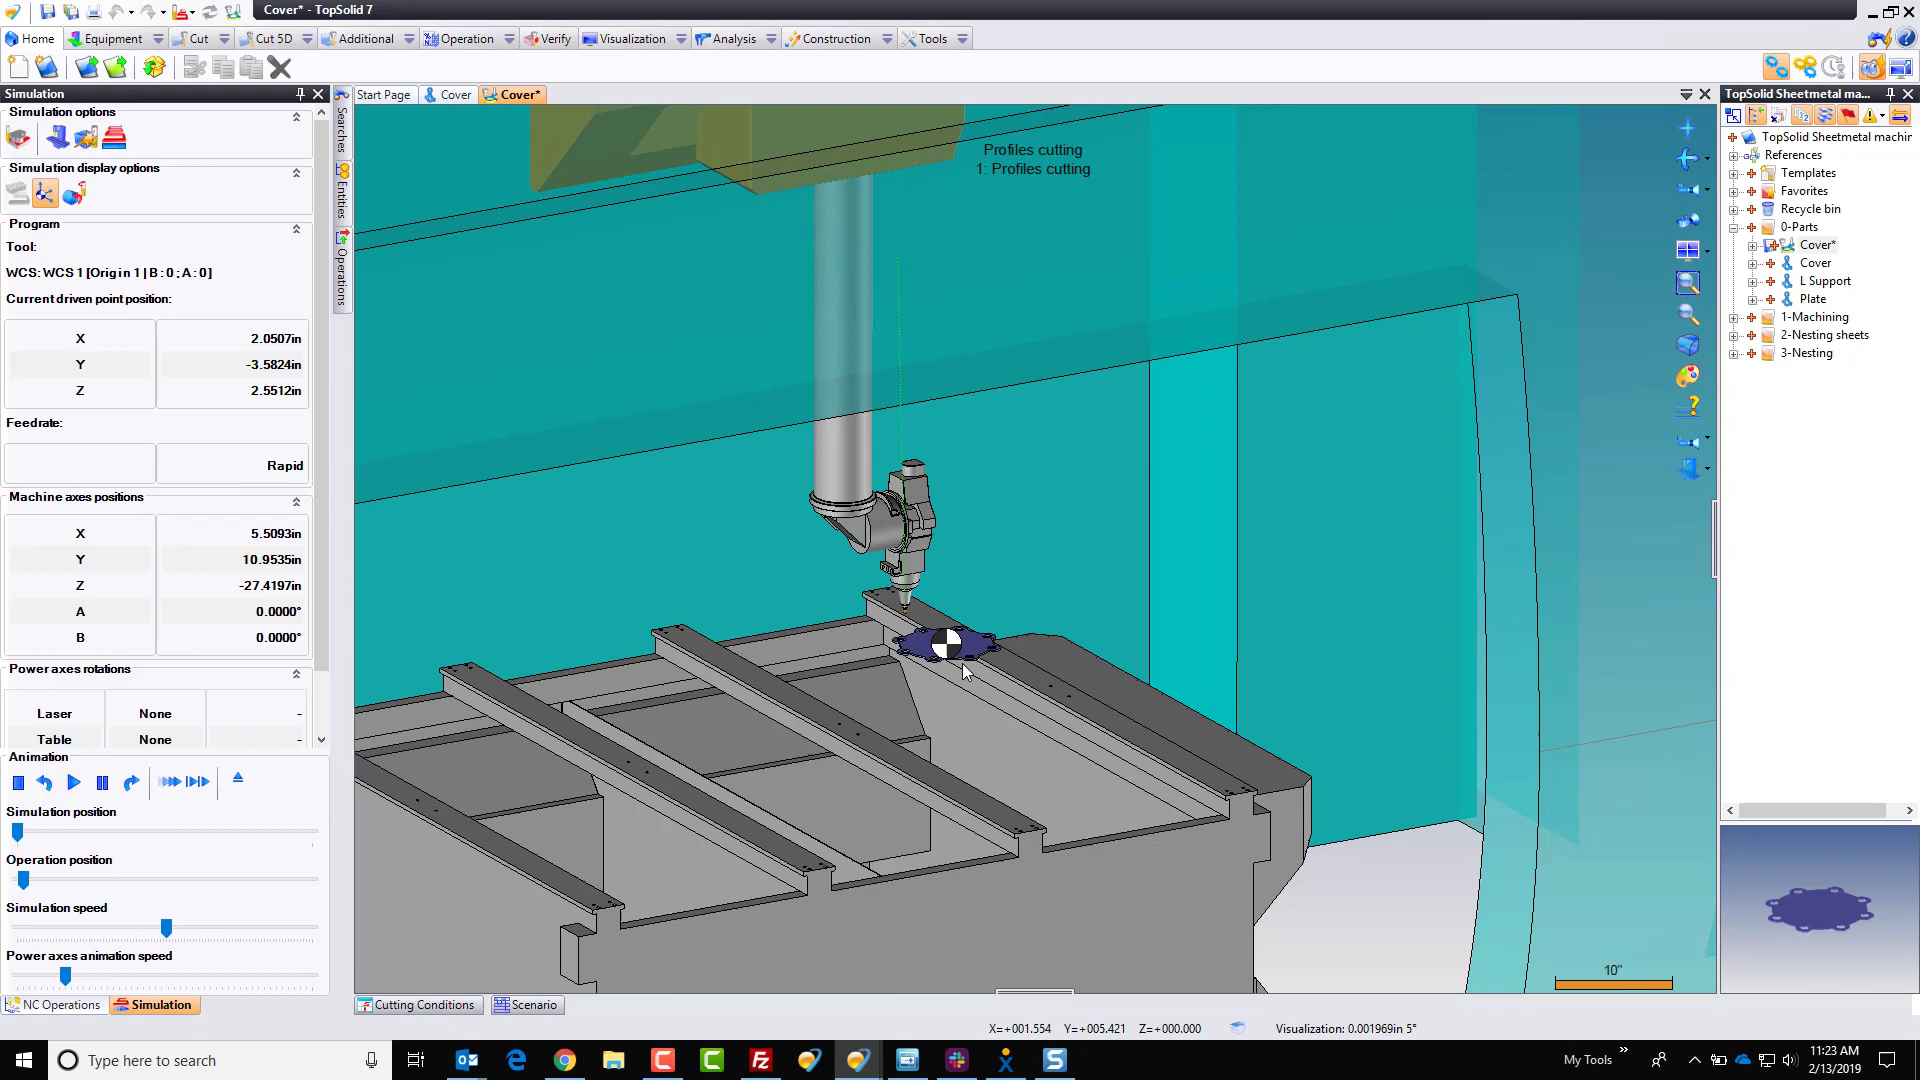 Cover* - TopSolid 7
Home
Equipment
Cut
Cut 5D
Additional
Operation
Verify
Visualization
Analysis
Construction
Tools
Simulation
Start Page
Cover
Cover*
TopSolid Sheetmetal ma...
Simulation options
Simulation display options
Program
Tool:
WCS: WCS 1 [Origin 1 | B : 0 ; A : 0]
Current driven point position:
X 2.0507in
Y -3.5824in
Z 2.5512in
Feedrate:
Rapid
Machine axes positions
X 5.5093in
Y 10.9535in
Z -27.4197in
A 0.0000°
B 0.0000°
Power axes rotations
Laser None -
Table None -
Animation
Simulation position
Operation position
Simulation speed
Power axes animation speed
NC Operations
Simulation
Searches
Entities
Operations
Profiles cutting
1: Profiles cutting
10"
Cutting Conditions
Scenario
TopSolid Sheetmetal machin
References
Templates
Favorites
Recycle bin
0-Parts
Cover*
Cover
L Support
Plate
1-Machining
2-Nesting sheets
3-Nesting
X=+001.554 Y=+005.421 Z=+000.000
Visualization: 0.001969in 5°
Type here to search
My Tools
11:23 AM
2/13/2019